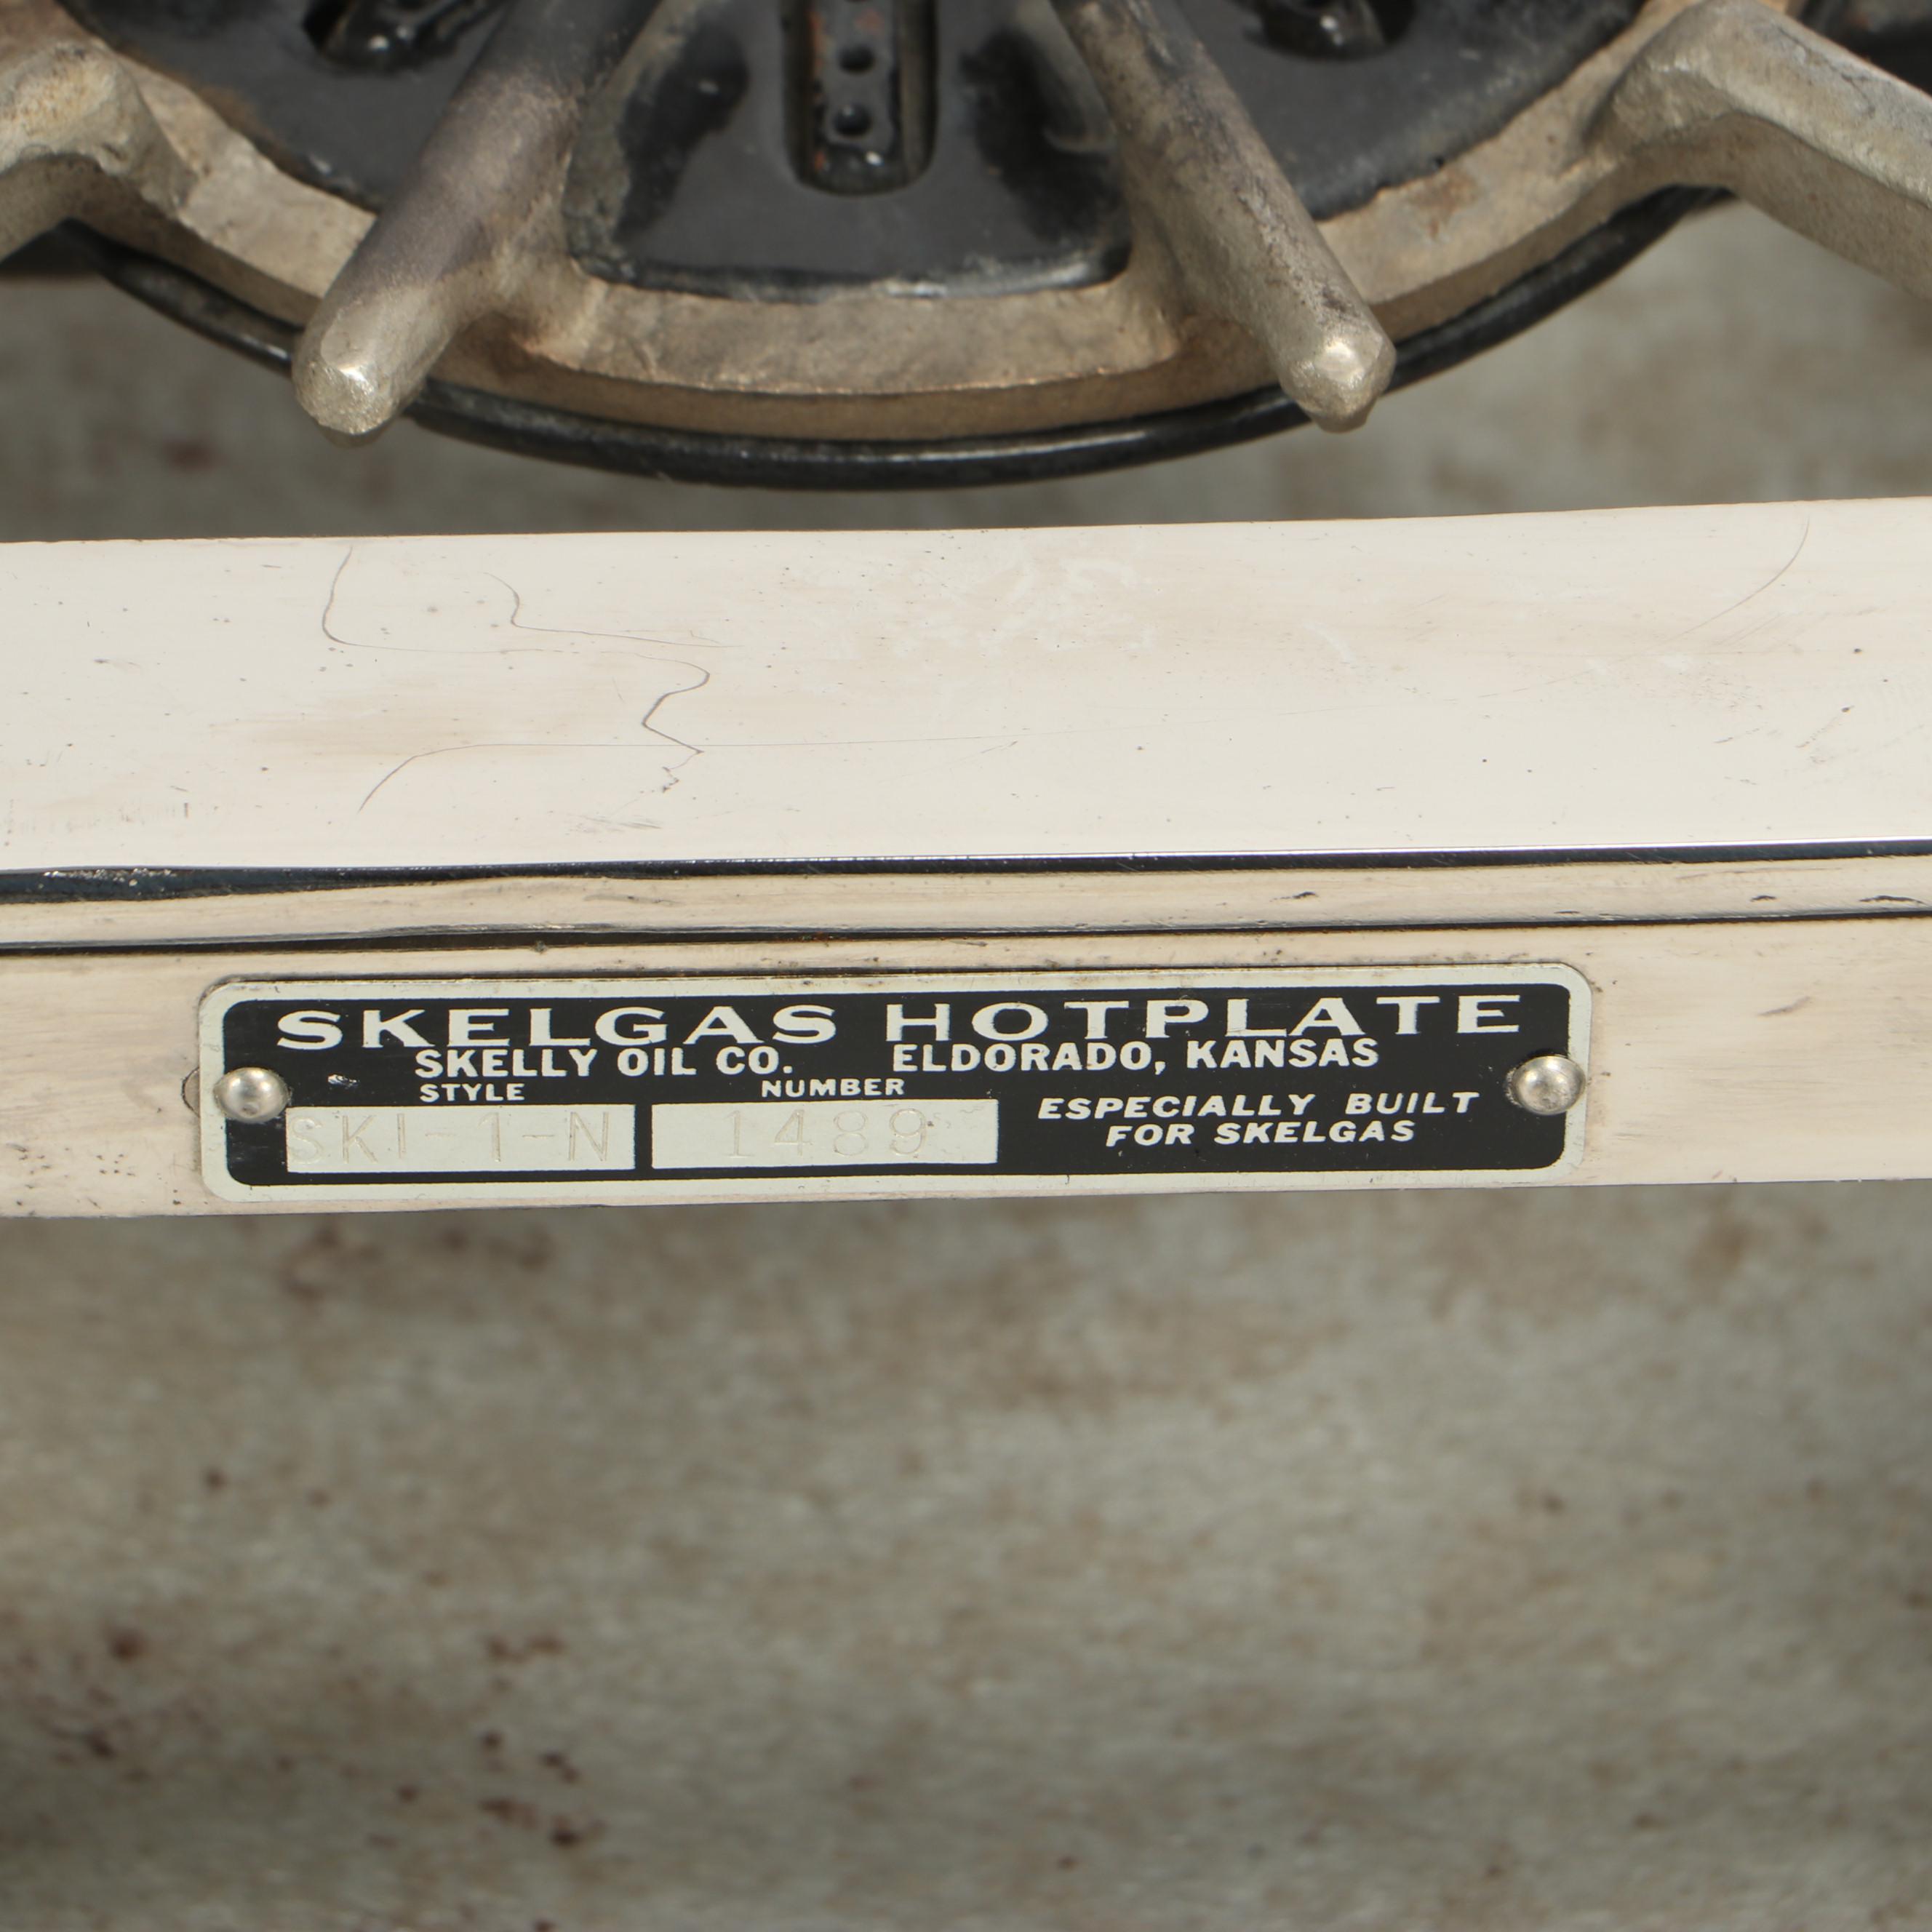 SKELGAS HOTPLATE
SKELLY OIL CO. ELDORADO, KANSAS
STYLE NUMBER
SKI-1-N 1489
ESPECIALLY BUILT
FOR SKELGAS